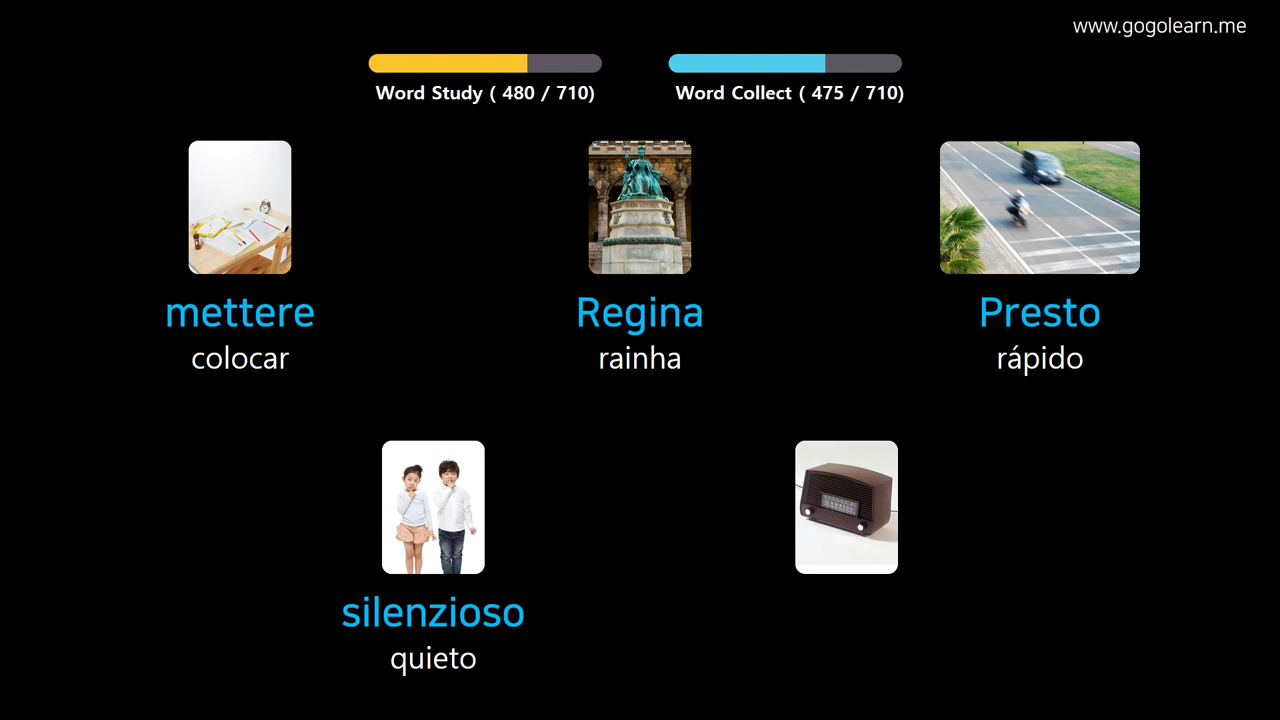 www.gogolearn.me
Word Study ( 480 / 710)
Word Collect ( 475 / 710)
mettere
colocar
Regina
rainha
Presto
rápido
silenzioso
quieto